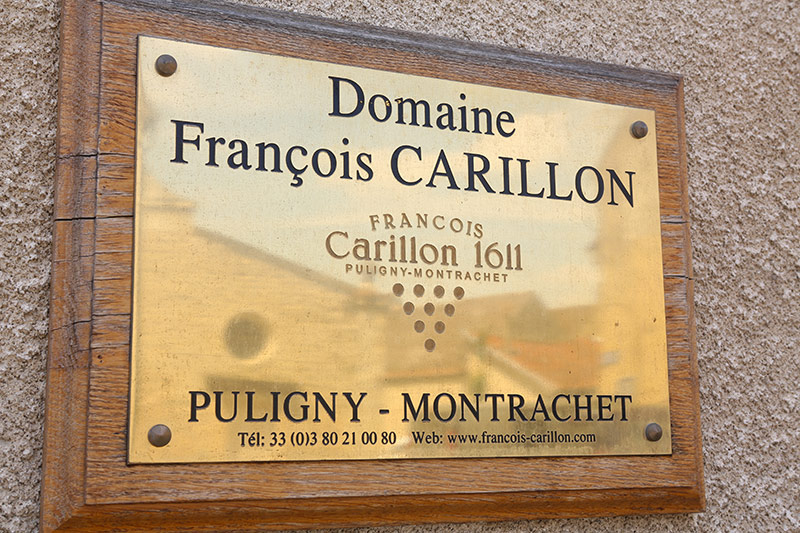 Domaine
François CARILLON
FRANCOIS
Carillon 1611
PULIGNY-MONTRACHET
PULIGNY - MONTRACHET
Tél: 33 (0)3 80 21 00 80 Web: www.francois-carillon.com